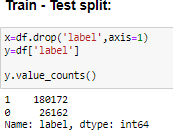 Train - Test split:
x=df.drop('label',axis=1)
y=df['label']
y.value_counts()
1    180172
0     26162
Name: label, dtype: int64